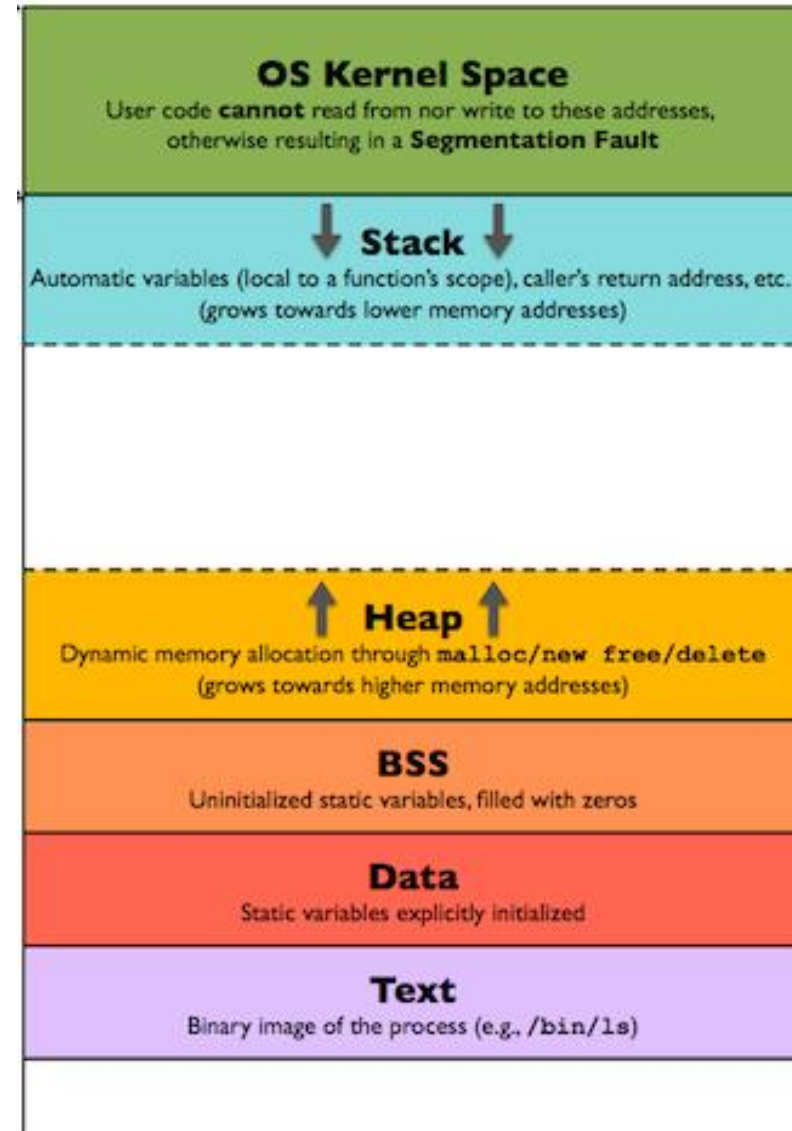 OS Kernel Space
User code cannot read from nor write to these addresses,
otherwise resulting in a Segmentation Fault
Stack
Automatic variables (local to a function's scope), caller's return address, etc.
(grows towards lower memory addresses)
Heap
Dynamic memory allocation through malloc/new free/delete
(grows towards higher memory addresses)
BSS
Uninitialized static variables, filled with zeros
Data
Static variables explicitly initialized
Text
Binary image of the process (e.g., /bin/ls)